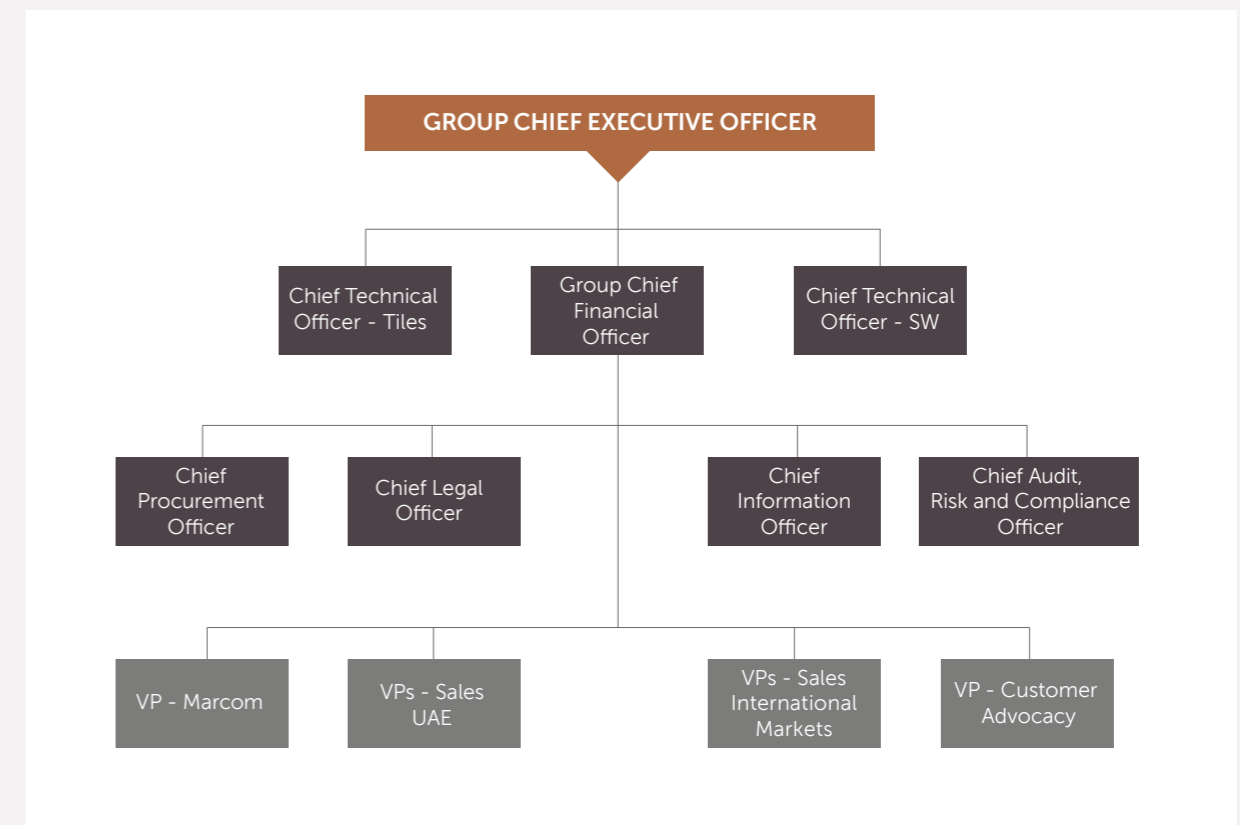 GROUP CHIEF EXECUTIVE OFFICER
Chief Technical
Officer - Tiles
Group Chief
Financial
Officer
Chief Technical
Officer - SW
Chief
Procurement
Officer
Chief Legal
Officer
Chief
Information
Officer
Chief Audit,
Risk and Compliance
Officer
VP - Marcom
VPs - Sales
UAE
VPs - Sales
International
Markets
VP - Customer
Advocacy